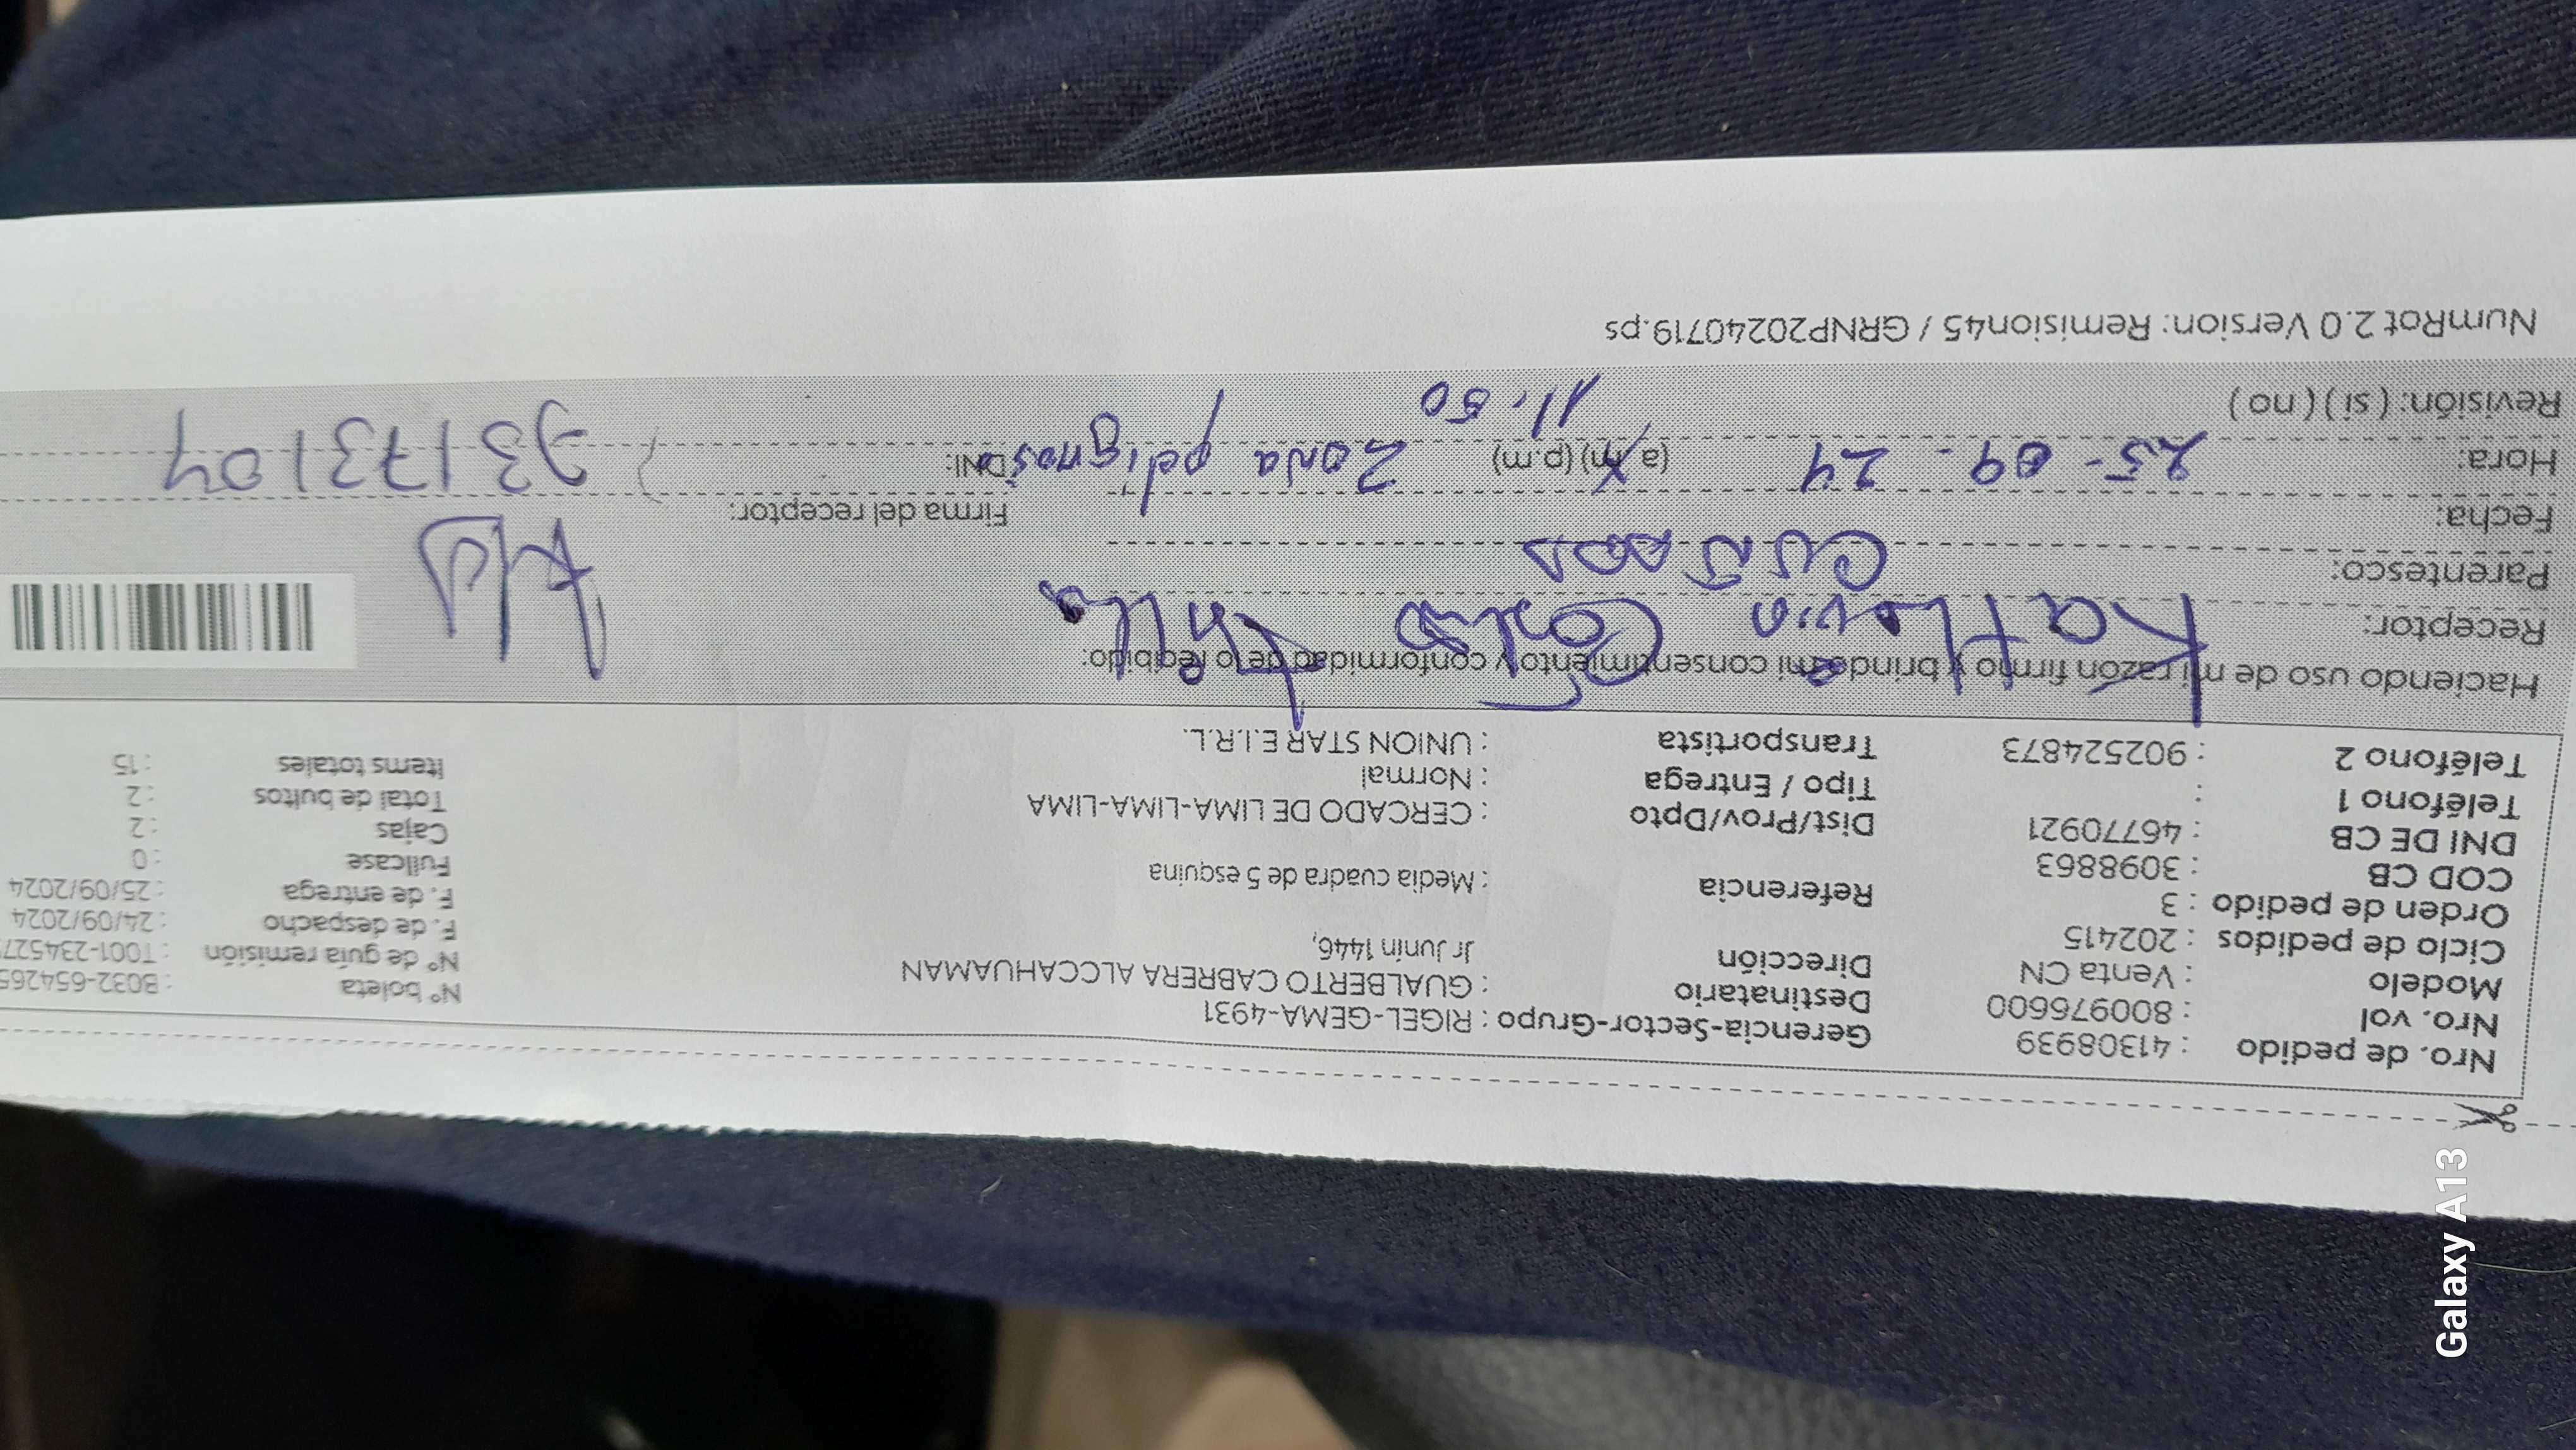 Nro. de pedido : 41308939
Nro. vol : 800976600
Modelo : Venta CN
Ciclo de pedidos : 202415
Orden de pedido : 3
COD CB : 3098863
DNI DE CB : 46770921
Teléfono 1 :
Teléfono 2 : 902524873
Gerencia-Sector-Grupo : RIGEL-GEMA-4931
Destinatario : GUALBERTO CABRERA ALCCAHUAMAN
Dirección Jr Junin 1446,
Referencia : Media cuadra de 5 esquina
Dist/Prov/Dpto : CERCADO DE LIMA-LIMA-LIMA
Tipo / Entrega : Normal
Transportista : UNION STAR E.I.R.L.
Nº boleta : B032-654265
Nº de guía remisión : T001-234527
F. de despacho : 24/09/2024
F. de entrega : 25/09/2024
Fullcase : 0
Cajas : 2
Total de bultos : 2
Items totales : 15
Haciendo uso de mi razón firmo y brinde mi consentimiento y conformidad de lo recibido:
Receptor:
Parentesco: CUÑADA
Fecha:
Firma del receptor:
Hora: 25-09-24 (a.m) (p.m) Zona peligrosa
DNI: 73173104
Revisión: ( si ) ( no ) 11.50
NumRot 2.0 Version: Remision45 / GRNP20240719.ps
Galaxy A13